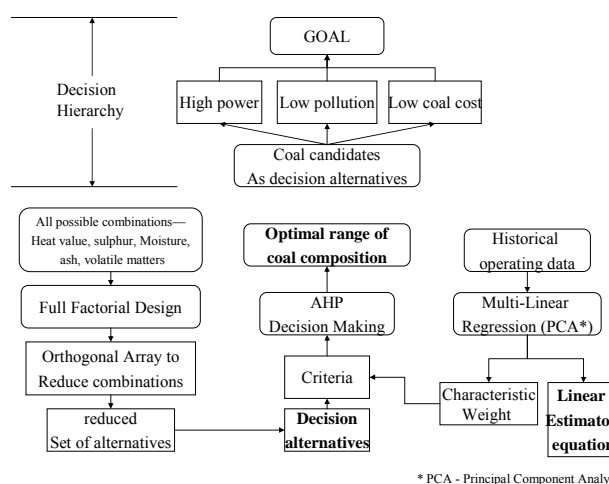 GOAL
Decision
Hierarchy
High power
Low pollution
Low coal cost
Coal candidates
As decision alternatives
All possible combinations—
Heat value, sulphur, Moisture,
ash, volatile matters
Full Factorial Design
Orthogonal Array to
Reduce combinations
reduced
Set of alternatives
Optimal range of
coal composition
AHP
Decision Making
Criteria
Decision
alternatives
Historical
operating data
Multi-Linear
Regression (PCA*)
Characteristic
Weight
Linear
Estimato
equation
* PCA - Principal Component Analy